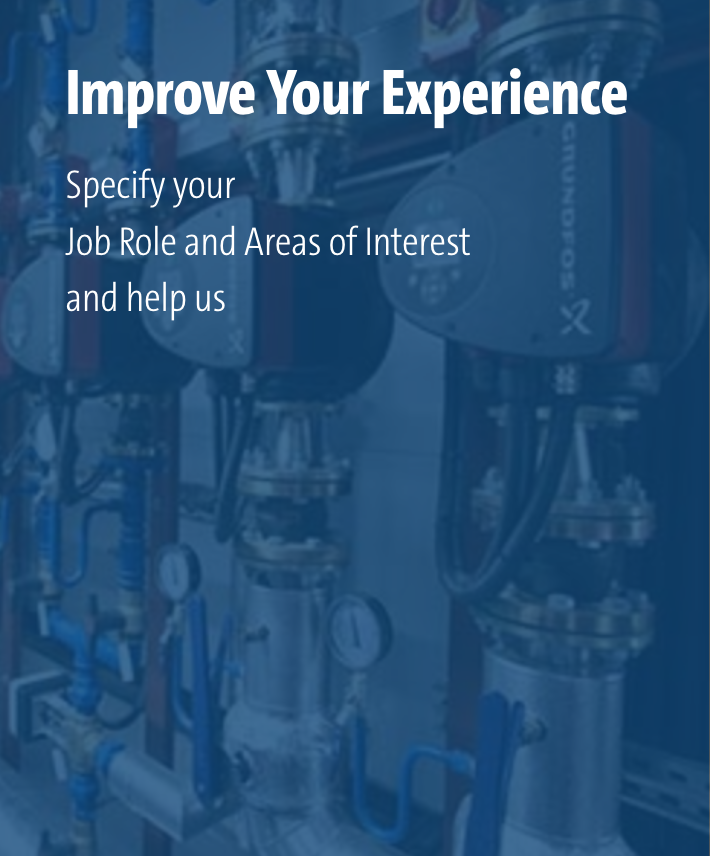 Improve Your Experience
Specify your
Job Role and Areas of Interest
and help us
GRUNDFOS